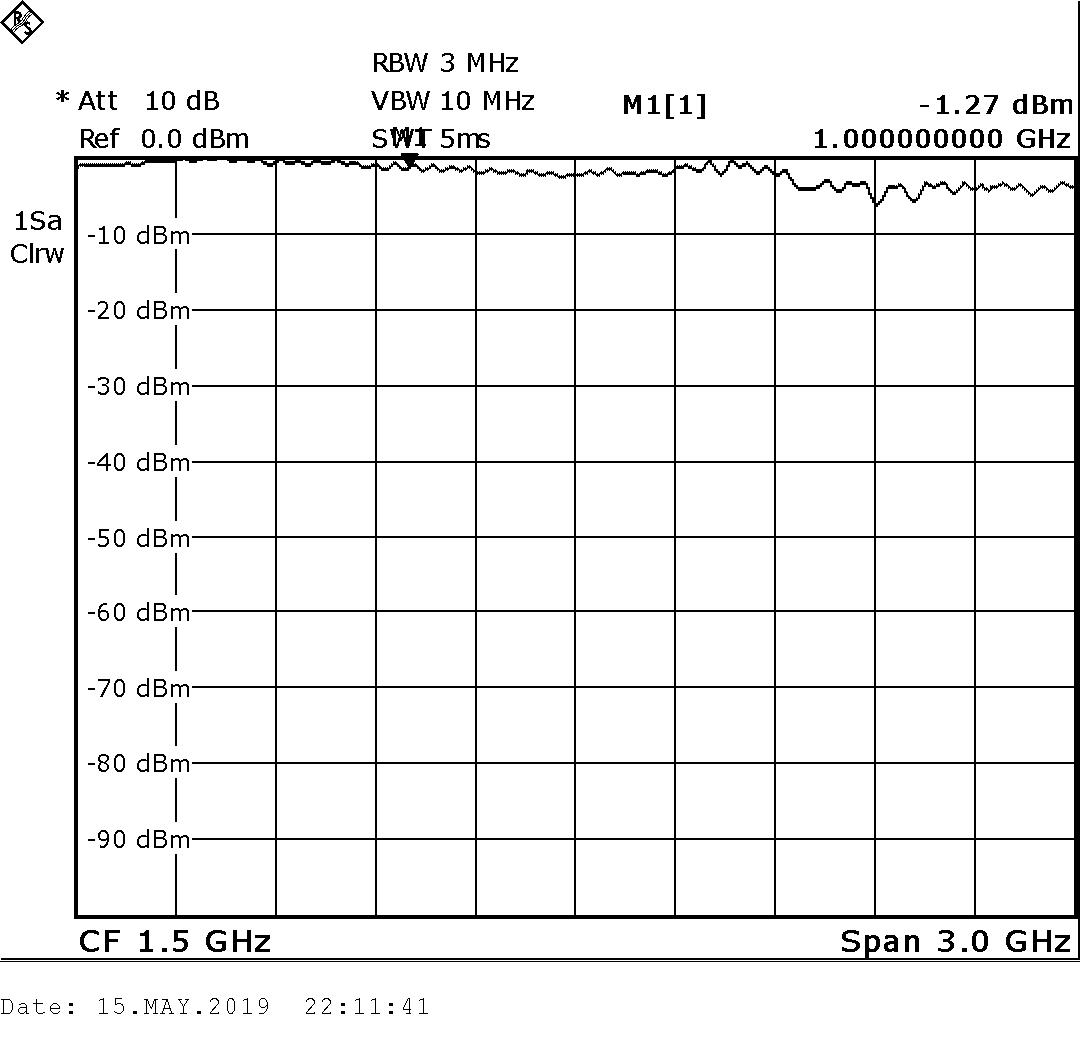 RBW 3 MHz
* Att 10 dB VBW 10 MHz M1[1] -1.27 dBm
Ref 0.0 dBm SWT 5ms 1.000000000 GHz
M1
1Sa
Clrw
-10 dBm
-20 dBm
-30 dBm
-40 dBm
-50 dBm
-60 dBm
-70 dBm
-80 dBm
-90 dBm
CF 1.5 GHz Span 3.0 GHz
Date: 15.MAY.2019 22:11:41